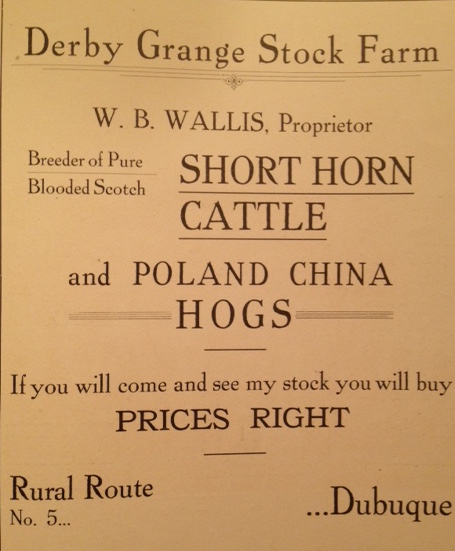 Derby Grange Stock Farm
W. B. WALLIS, Proprietor
Breeder of Pure
Blooded Scotch
SHORT HORN
CATTLE
and POLAND CHINA
HOGS
If you will come and see my stock you will buy
PRICES RIGHT
Rural Route
No. 5...
...Dubuque